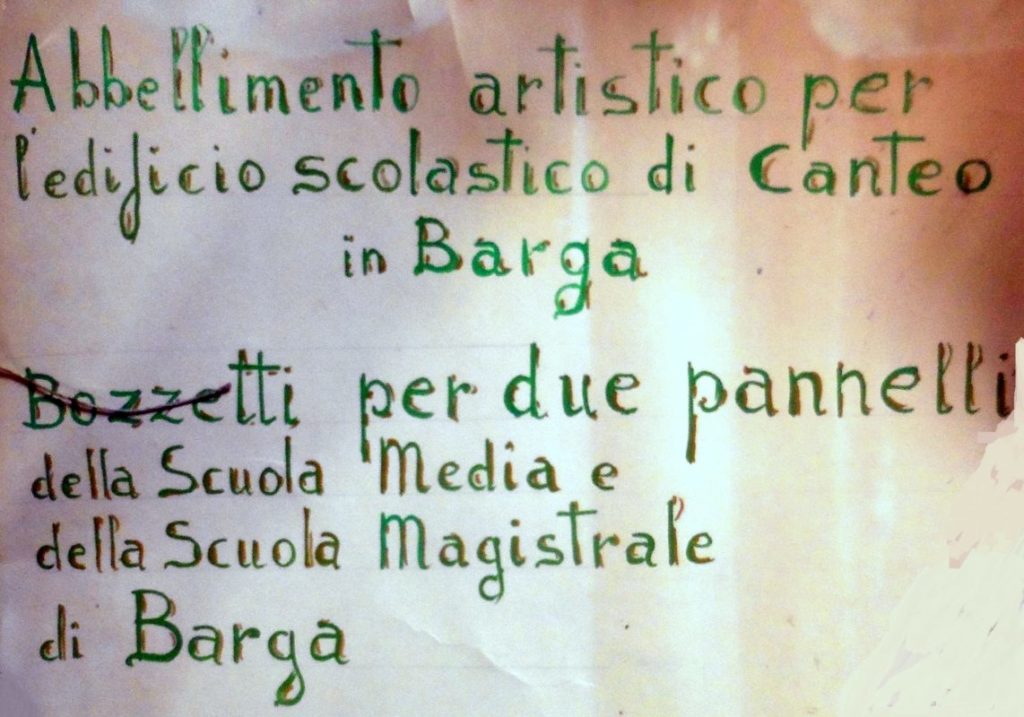 Abbellimento artistico per
l'edificio scolastico di Canteo
in Barga
Bozzetti per due pannelli
della Scuola Media e
della Scuola Magistrale
di Barga